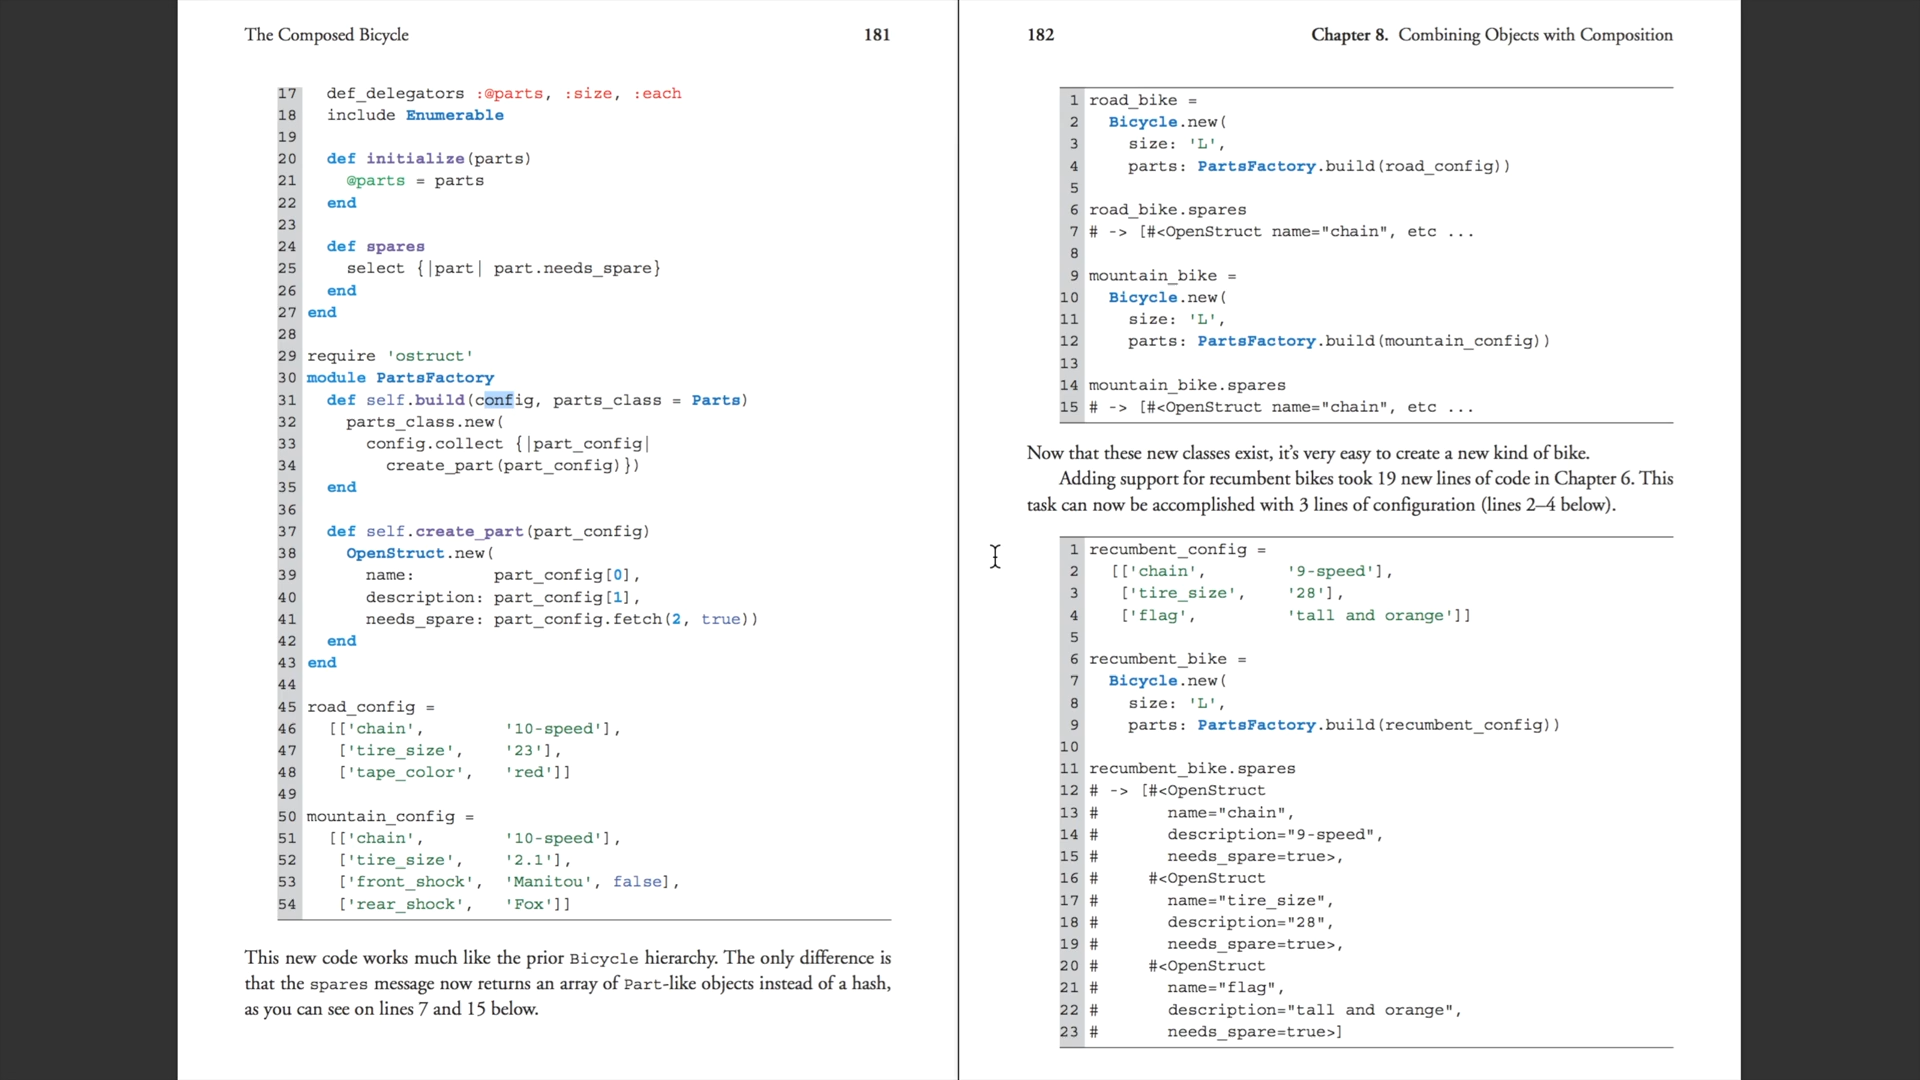 The Composed Bicycle 181
17 def_delegators :@parts, :size, :each
18 include Enumerable
19
20 def initialize(parts)
21 @parts = parts
22 end
23
24 def spares
25 select {|part| part.needs_spare}
26 end
27 end
28
29 require 'ostruct'
30 module PartsFactory
31 def self.build(config, parts_class = Parts)
32 parts_class.new(
33 config.collect {|part_config|
34 create_part(part_config)})
35 end
36
37 def self.create_part(part_config)
38 OpenStruct.new(
39 name: part_config[0],
40 description: part_config[1],
41 needs_spare: part_config.fetch(2, true))
42 end
43 end
44
45 road_config =
46 [['chain', '10-speed'],
47 ['tire_size', '23'],
48 ['tape_color', 'red']]
49
50 mountain_config =
51 [['chain', '10-speed'],
52 ['tire_size', '2.1'],
53 ['front_shock', 'Manitou', false],
54 ['rear_shock', 'Fox']]
This new code works much like the prior Bicycle hierarchy. The only difference is
that the spares message now returns an array of Part-like objects instead of a hash,
as you can see on lines 7 and 15 below.
182 Chapter 8. Combining Objects with Composition
1 road_bike =
2 Bicycle.new(
3 size: 'L',
4 parts: PartsFactory.build(road_config))
5
6 road_bike.spares
7 # -> [#<OpenStruct name="chain", etc ...
8
9 mountain_bike =
10 Bicycle.new(
11 size: 'L',
12 parts: PartsFactory.build(mountain_config))
13
14 mountain_bike.spares
15 # -> [#<OpenStruct name="chain", etc ...
Now that these new classes exist, it's very easy to create a new kind of bike.
Adding support for recumbent bikes took 19 new lines of code in Chapter 6. This
task can now be accomplished with 3 lines of configuration (lines 2–4 below).
1 recumbent_config =
2 [['chain', '9-speed'],
3 ['tire_size', '28'],
4 ['flag', 'tall and orange']]
5
6 recumbent_bike =
7 Bicycle.new(
8 size: 'L',
9 parts: PartsFactory.build(recumbent_config))
10
11 recumbent_bike.spares
12 # -> [#<OpenStruct
13 # name="chain",
14 # description="9-speed",
15 # needs_spare=true>,
16 # #<OpenStruct
17 # name="tire_size",
18 # description="28",
19 # needs_spare=true>,
20 # #<OpenStruct
21 # name="flag",
22 # description="tall and orange",
23 # needs_spare=true>]